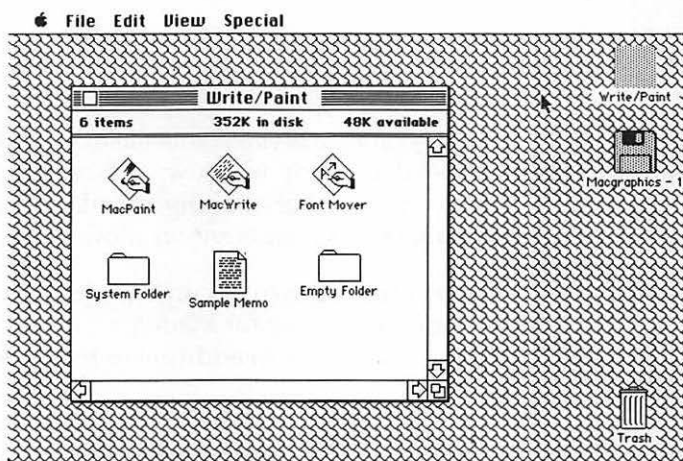 File Edit View Special
Write/Paint
6 items 352K in disk 48K available
MacPaint MacWrite Font Mover
System Folder Sample Memo Empty Folder
Write/Paint
Macgraphics - 1
Trash